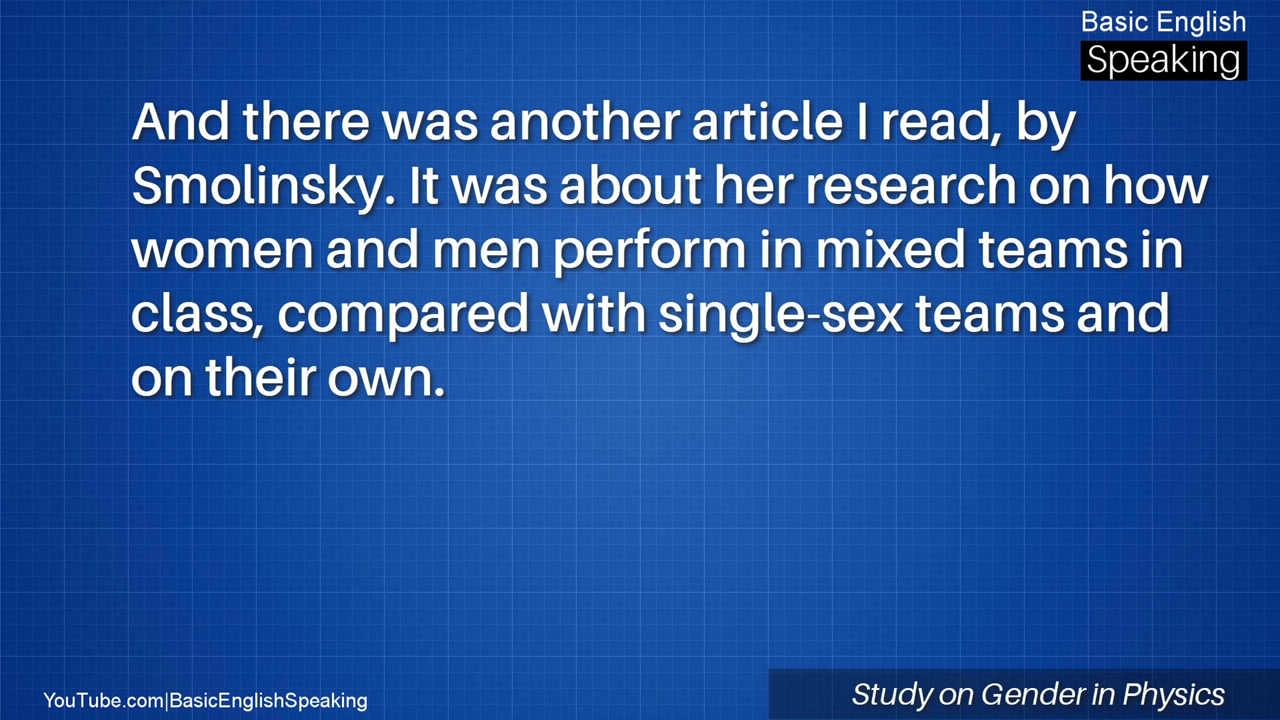 Basic English
Speaking
And there was another article I read, by
Smolinsky. It was about her research on how
women and men perform in mixed teams in
class, compared with single-sex teams and
on their own.
YouTube.com|BasicEnglishSpeaking
Study on Gender in Physics